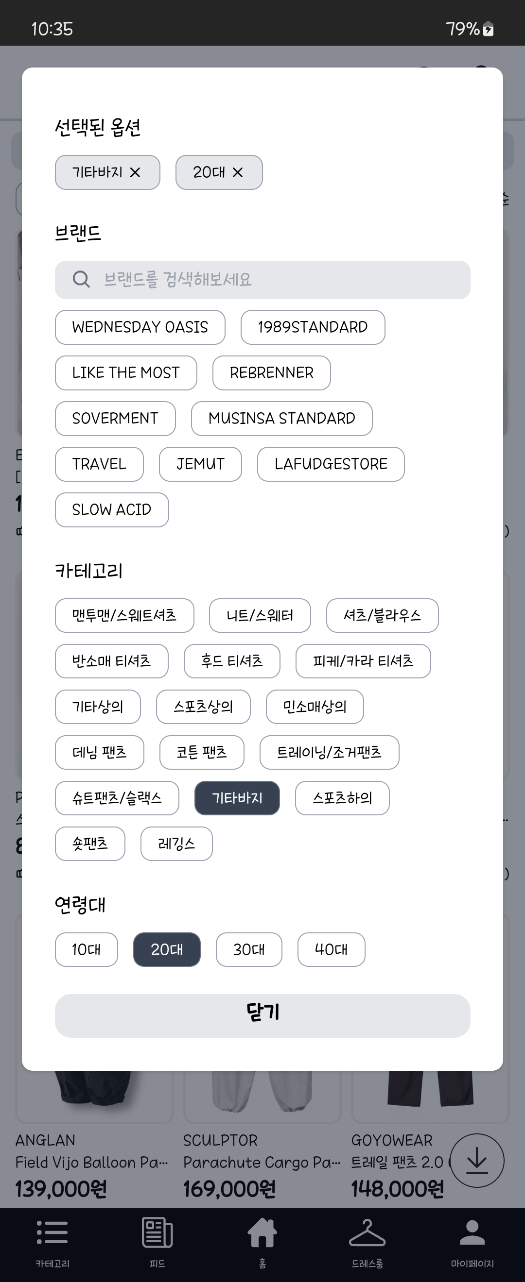 10:35
79%
선택된 옵션
기타바지 ✕
20대 ✕
브랜드
브랜드를 검색해보세요
WEDNESDAY OASIS
1989STANDARD
LIKE THE MOST
REBRENNER
SOVERMENT
MUSINSA STANDARD
TRAVEL
JEMUT
LAFUDGESTORE
SLOW ACID
카테고리
맨투맨/스웨트셔츠
니트/스웨터
셔츠/블라우스
반소매 티셔츠
후드 티셔츠
피케/카라 티셔츠
기타상의
스포츠상의
민소매상의
데님 팬츠
코튼 팬츠
트레이닝/조거팬츠
슈트팬츠/슬랙스
기타바지
스포츠하의
숏팬츠
레깅스
연령대
10대
20대
30대
40대
닫기
ANGLAN
Field Vijo Balloon Pa…
139,000원
SCULPTOR
Parachute Cargo Pa…
169,000원
GOYOWEAR
트레일 팬츠 2.0
148,000원
카테고리
피드
홈
드레스룸
마이페이지